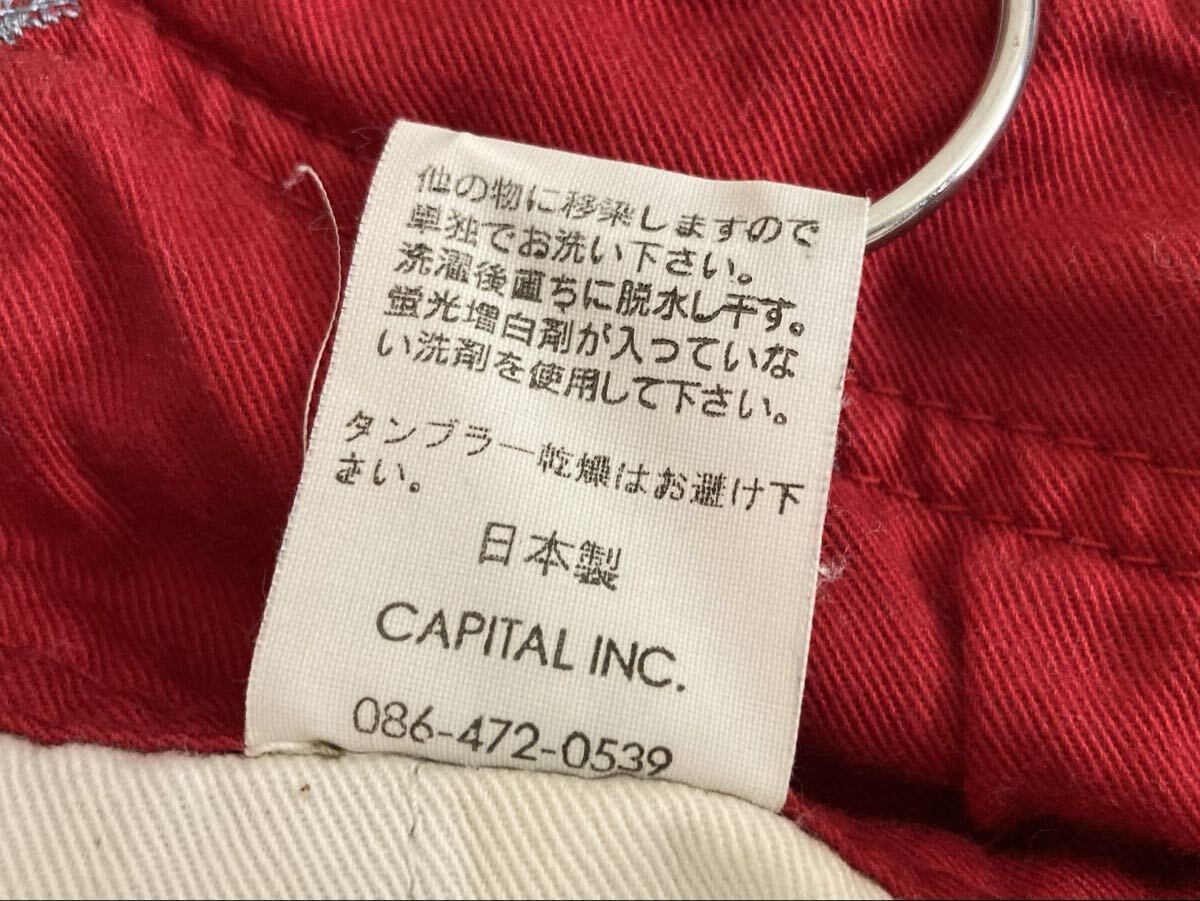 他の物に移染しますので
単独でお洗い下さい。
洗濯後直ちに脱水し干す。
蛍光増白剤が入っていな
い洗剤を使用して下さい。
タンブラー乾燥はお避け下
さい。
日本製
CAPITAL INC.
086-472-0539